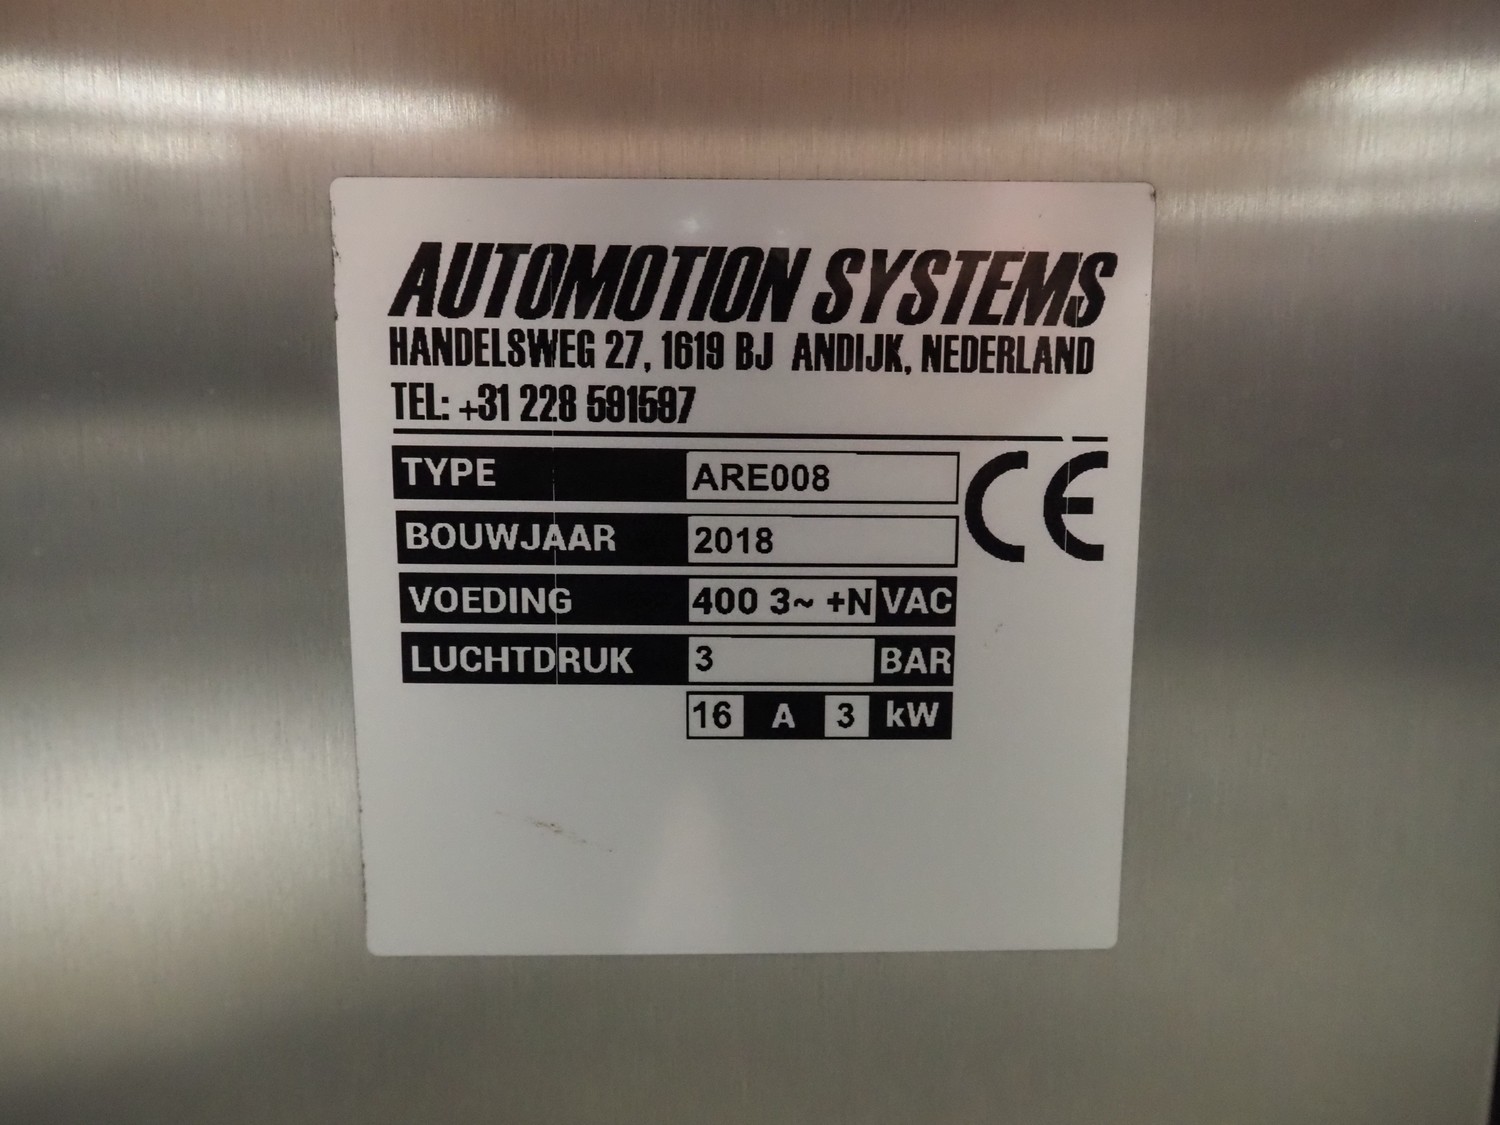 AUTOMOTION SYSTEMS
HANDELSWEG 27, 1619 BJ ANDIJK, NEDERLAND
TEL: +31 228 591597
TYPE ARE008 CE
BOUWJAAR 2018
VOEDING 400 3~ +N VAC
LUCHTDRUK 3 BAR
16 A 3 kW